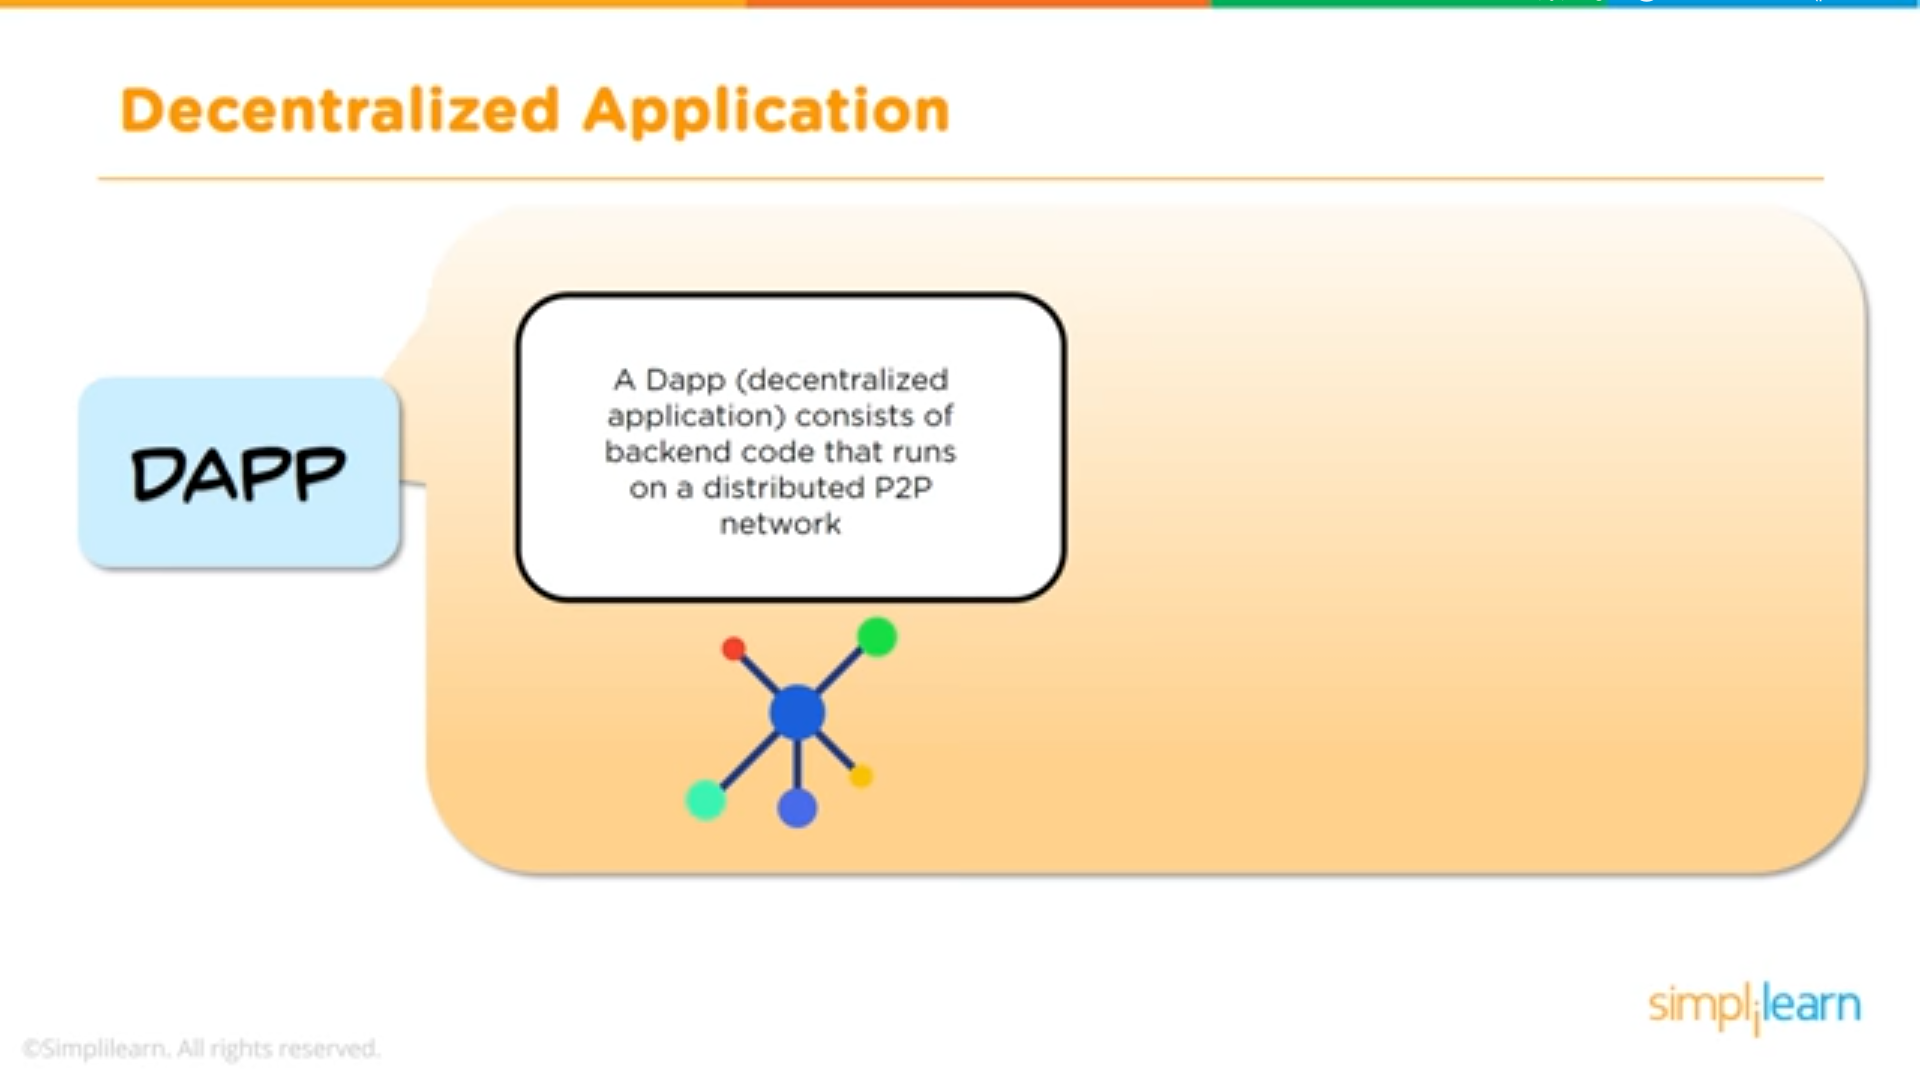 Decentralized Application
DAPP
A Dapp (decentralized
application) consists of
backend code that runs
on a distributed P2P
network
simplilearn
©Simplilearn. All rights reserved.